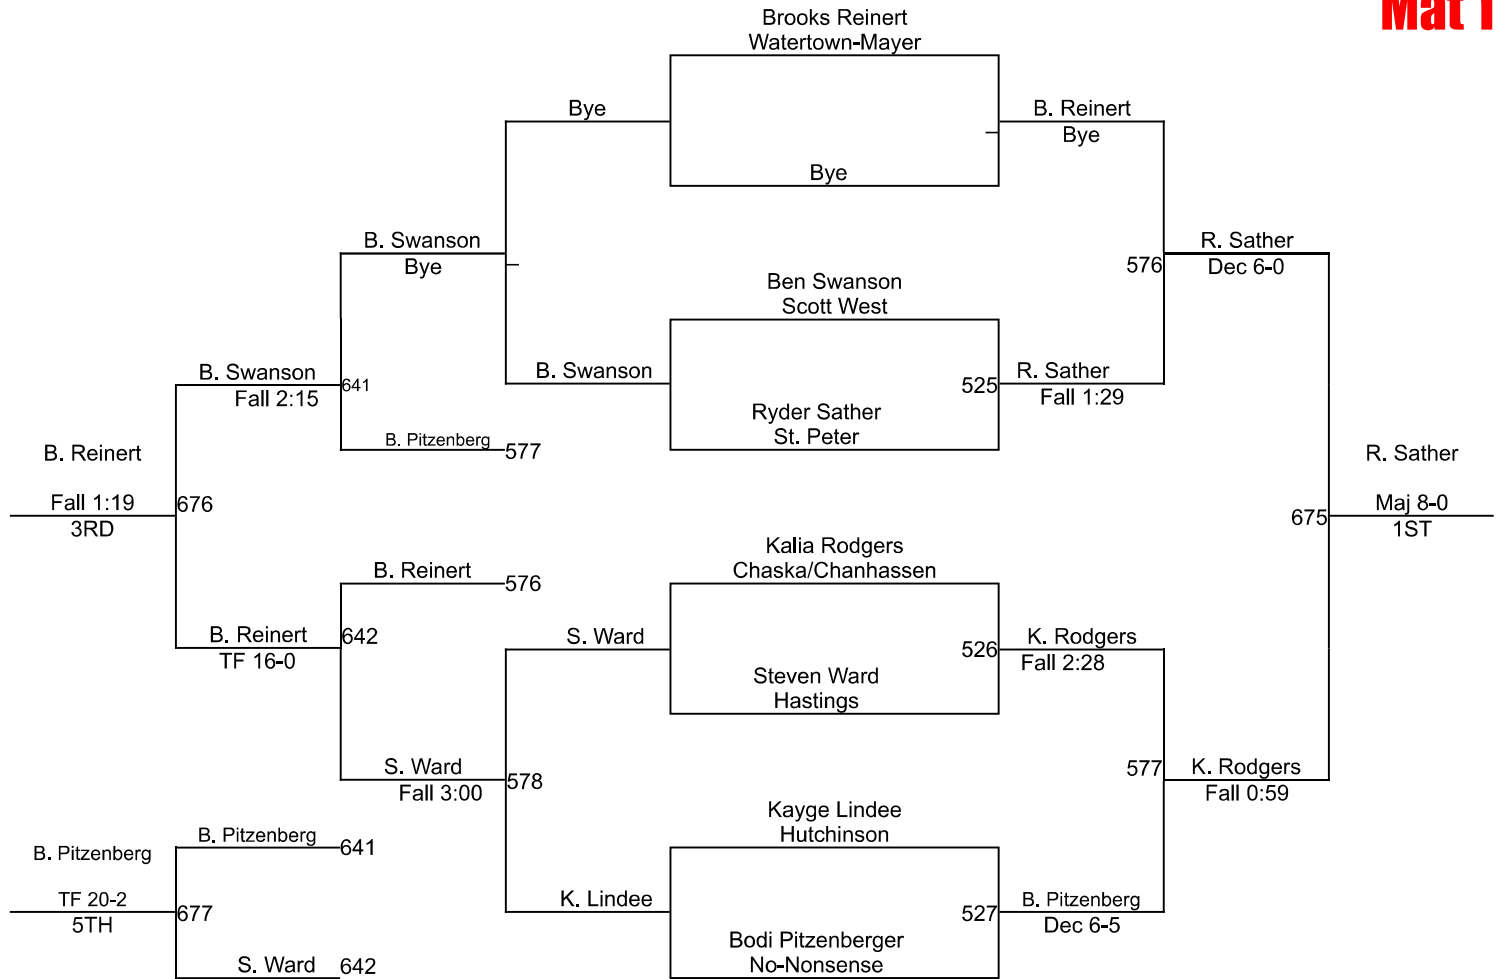 Mat 1
Brooks Reinert
Watertown-Mayer
Bye
B. Reinert
Bye
Bye
B. Swanson
Bye
R. Sather
Dec 6-0
576
Ben Swanson
Scott West
B. Swanson
Fall 2:15
641
B. Swanson
525
R. Sather
Fall 1:29
Ryder Sather
St. Peter
B. Pitzenberg
577
B. Reinert
Fall 1:19
3RD
676
R. Sather
Maj 8-0
1ST
675
Kalia Rodgers
Chaska/Chanhassen
B. Reinert
576
B. Reinert
TF 16-0
642
S. Ward
526
K. Rodgers
Fall 2:28
Steven Ward
Hastings
S. Ward
Fall 3:00
578
577
K. Rodgers
Fall 0:59
Kayge Lindee
Hutchinson
B. Pitzenberg
641
B. Pitzenberg
TF 20-2
5TH
677
K. Lindee
527
B. Pitzenberg
Dec 6-5
Bodi Pitzenberger
No-Nonsense
S. Ward
642